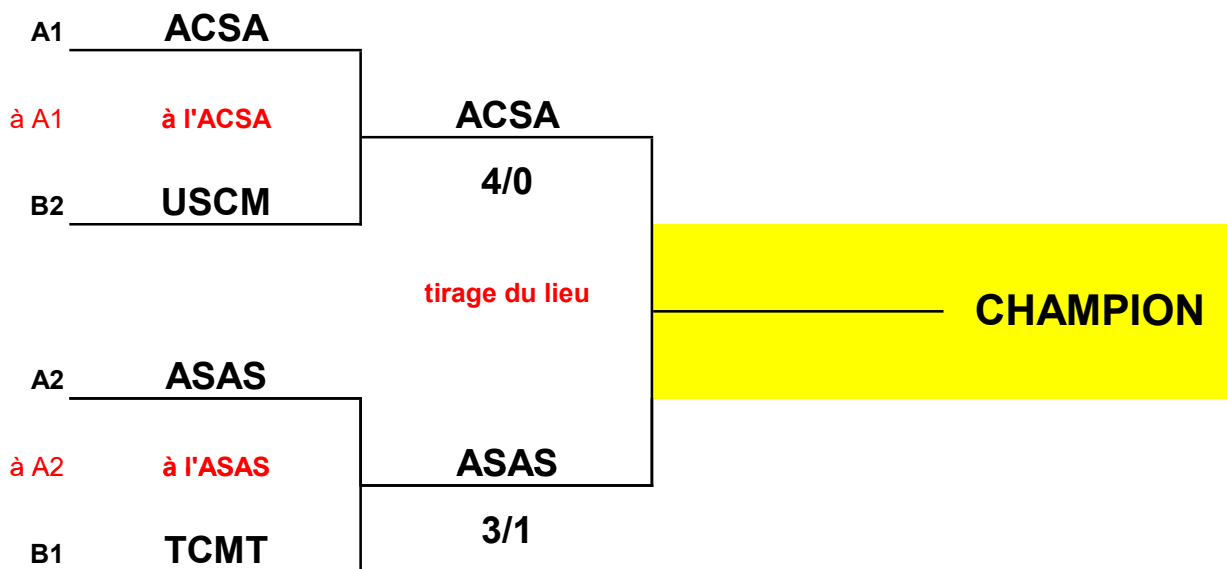 A1 ACSA
à A1 à l'ACSA ACSA
4/0
B2 USCM
tirage du lieu
CHAMPION
A2 ASAS
à A2 à l'ASAS ASAS
3/1
B1 TCMT